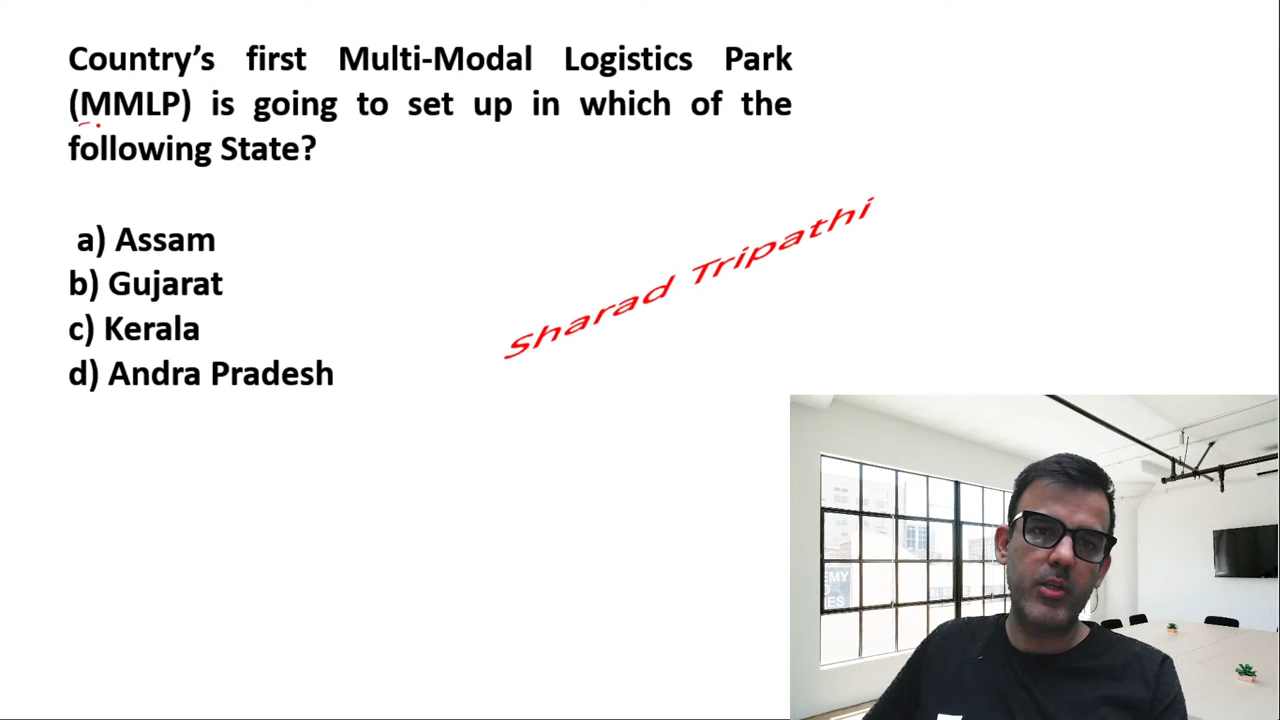 Country’s first Multi-Modal Logistics Park
(MMLP) is going to set up in which of the
following State?
a) Assam
b) Gujarat
c) Kerala
d) Andra Pradesh
Sharad Tripathi